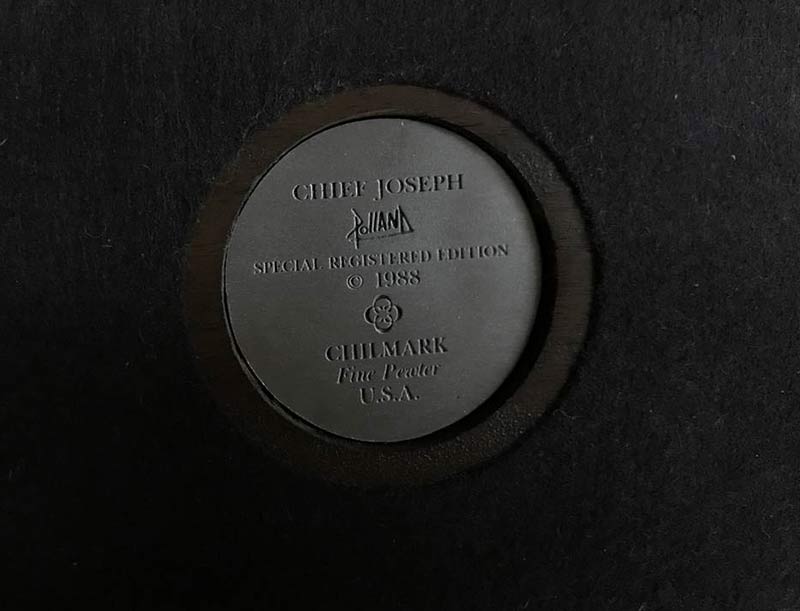 CHIEF JOSEPH
Polland
SPECIAL REGISTERED EDITION
© 1988
CHILMARK
Fine Pewter
U.S.A.